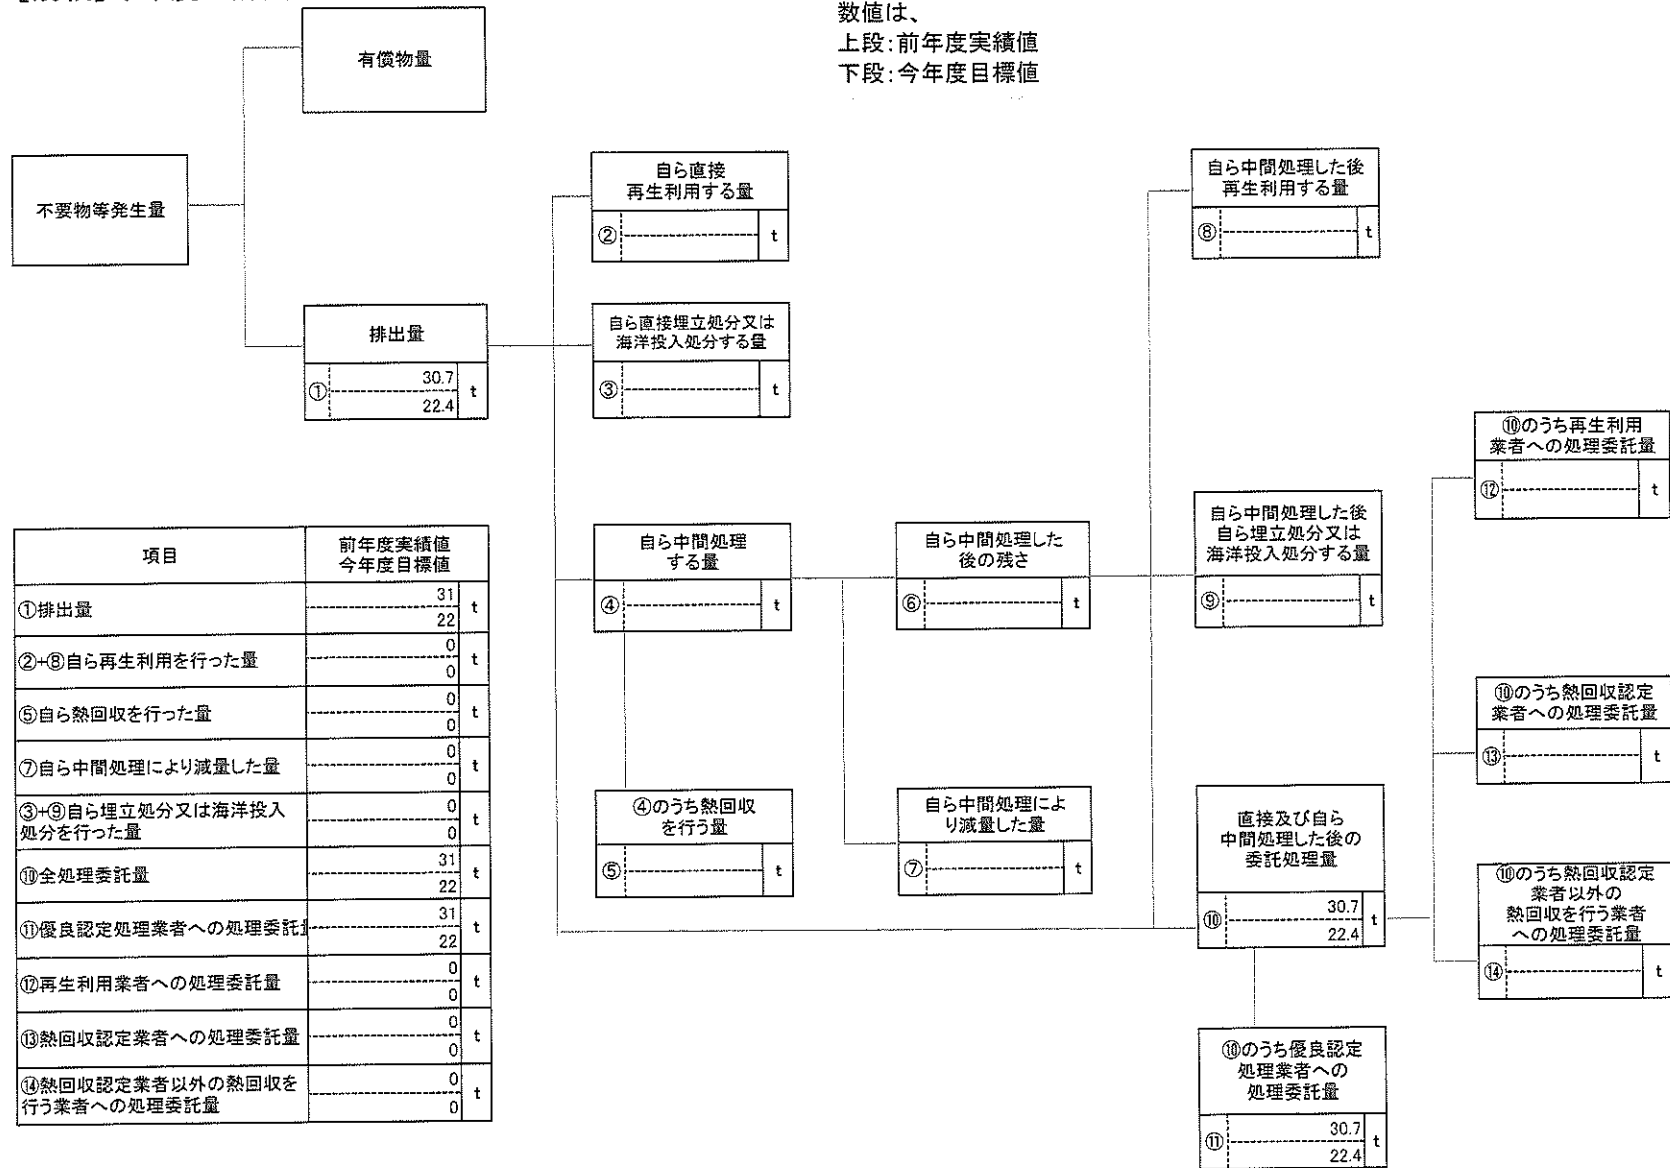 数値は、
上段:前年度実績値
下段:今年度目標値
有償物量
不要物等発生量
排出量
① 30.7 t
22.4
自ら直接
再生利用する量
② t
自ら直接埋立処分又は
海洋投入処分する量
③ t
自ら中間処理
する量
④ t
④のうち熱回収
を行う量
⑤ t
自ら中間処理した
後の残さ
⑥ t
自ら中間処理によ
り減量した量
⑦ t
自ら中間処理した後
再生利用する量
⑧ t
自ら中間処理した後
自ら埋立処分又は
海洋投入処分する量
⑨ t
直接及び自ら
中間処理した後の
委託処理量
⑩ 30.7 t
22.4
⑩のうち優良認定
処理業者への
処理委託量
⑪ 30.7 t
22.4
⑩のうち再生利用
業者への処理委託量
⑫ t
⑩のうち熱回収認定
業者への処理委託量
⑬ t
⑩のうち熱回収認定
業者以外の
熱回収を行う業者
への処理委託量
⑭ t
項目 前年度実績値
今年度目標値
①排出量 31 t
22
②+⑧自ら再生利用を行った量 0 t
0
⑤自ら熱回収を行った量 0 t
0
⑦自ら中間処理により減量した量 0 t
0
③+⑨自ら埋立処分又は海洋投入
処分を行った量 0 t
0
⑩全処理委託量 31 t
22
⑪優良認定処理業者への処理委託 31 t
22
⑫再生利用業者への処理委託量 0 t
0
⑬熱回収認定業者への処理委託量 0 t
0
⑭熱回収認定業者以外の熱回収を
行う業者への処理委託量 0 t
0